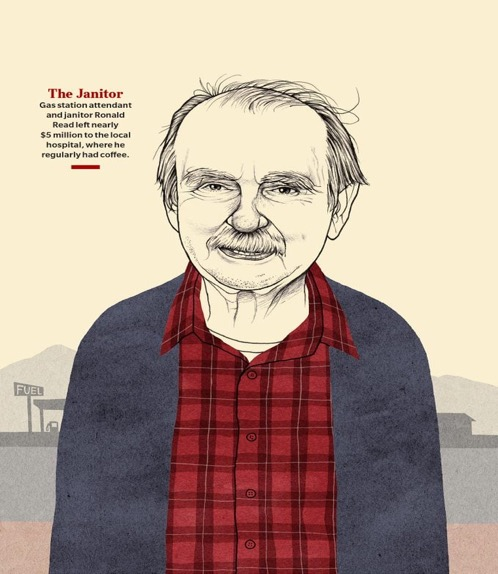 The Janitor
Gas station attendant
and janitor Ronald
Read left nearly
$5 million to the local
hospital, where he
regularly had coffee.
FUEL